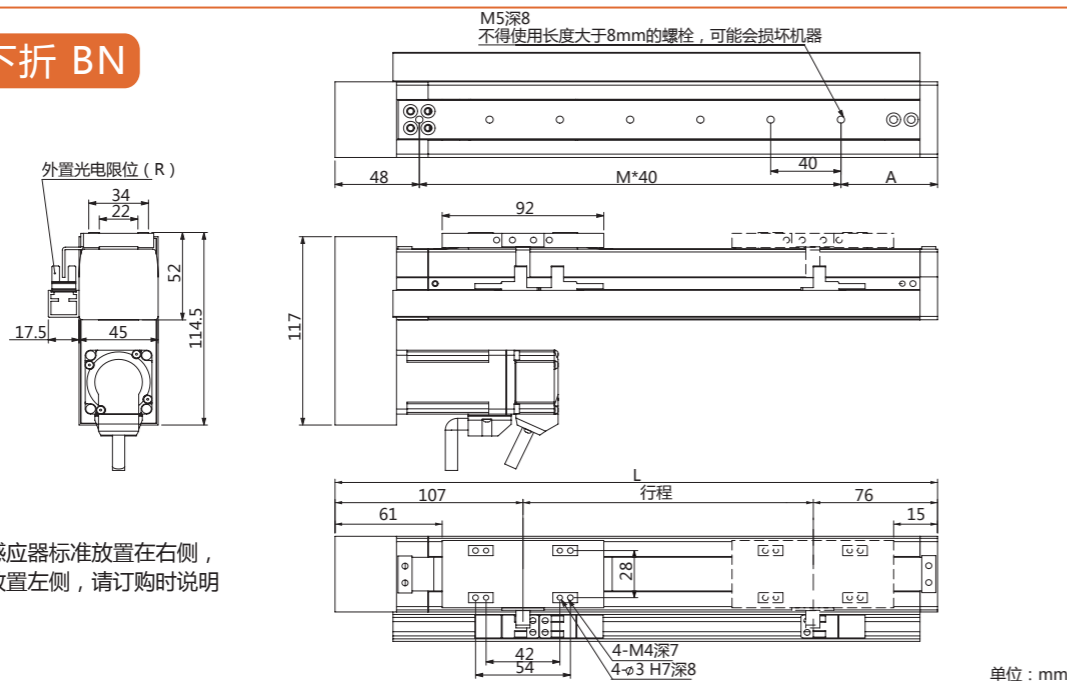 M5深8
不得使用长度大于8mm的螺栓，可能会损坏机器
下折 BN
40
48
M*40
A
外置光电限位（R）
34
22
52
114.5
17.5
45
92
117
L
107
行程
76
61
15
28
感应器标准放置在右侧，
放置左侧，请订购时说明
42
54
4-M4深7
4-ø3 H7深8
单位：mm